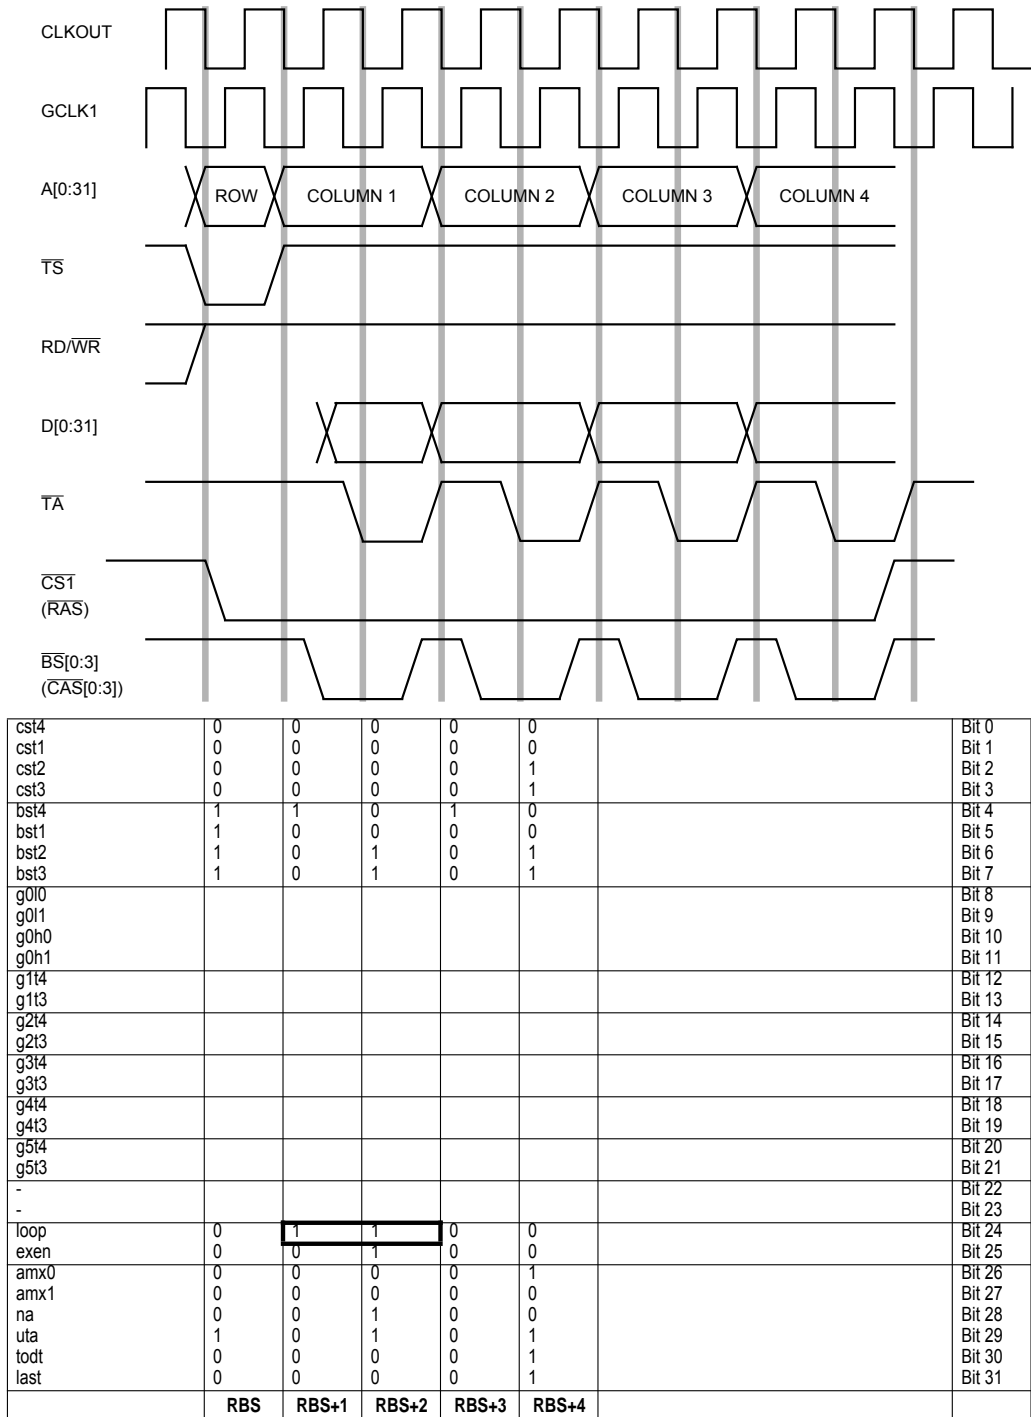 CLKOUT
GCLK1
A[0:31] ROW COLUMN 1 COLUMN 2 COLUMN 3 COLUMN 4
TS
RD/WR
D[0:31]
TA
CS1
(RAS)
BS[0:3]
(CAS[0:3])
cst4 0 0 0 0 0 Bit 0
cst1 0 0 0 0 0 Bit 1
cst2 0 0 0 0 1 Bit 2
cst3 0 0 0 0 1 Bit 3
bst4 1 1 0 1 0 Bit 4
bst1 1 0 0 0 0 Bit 5
bst2 1 0 1 0 1 Bit 6
bst3 1 0 1 0 1 Bit 7
g0l0 Bit 8
g0l1 Bit 9
g0h0 Bit 10
g0h1 Bit 11
g1t4 Bit 12
g1t3 Bit 13
g2t4 Bit 14
g2t3 Bit 15
g3t4 Bit 16
g3t3 Bit 17
g4t4 Bit 18
g4t3 Bit 19
g5t4 Bit 20
g5t3 Bit 21
- Bit 22
- Bit 23
loop 0 1 1 0 0 Bit 24
exen 0 0 1 0 0 Bit 25
amx0 0 0 0 0 1 Bit 26
amx1 0 0 0 0 0 Bit 27
na 0 0 1 0 0 Bit 28
uta 1 0 1 0 1 Bit 29
todt 0 0 0 0 1 Bit 30
last 0 0 0 0 1 Bit 31
RBS RBS+1 RBS+2 RBS+3 RBS+4